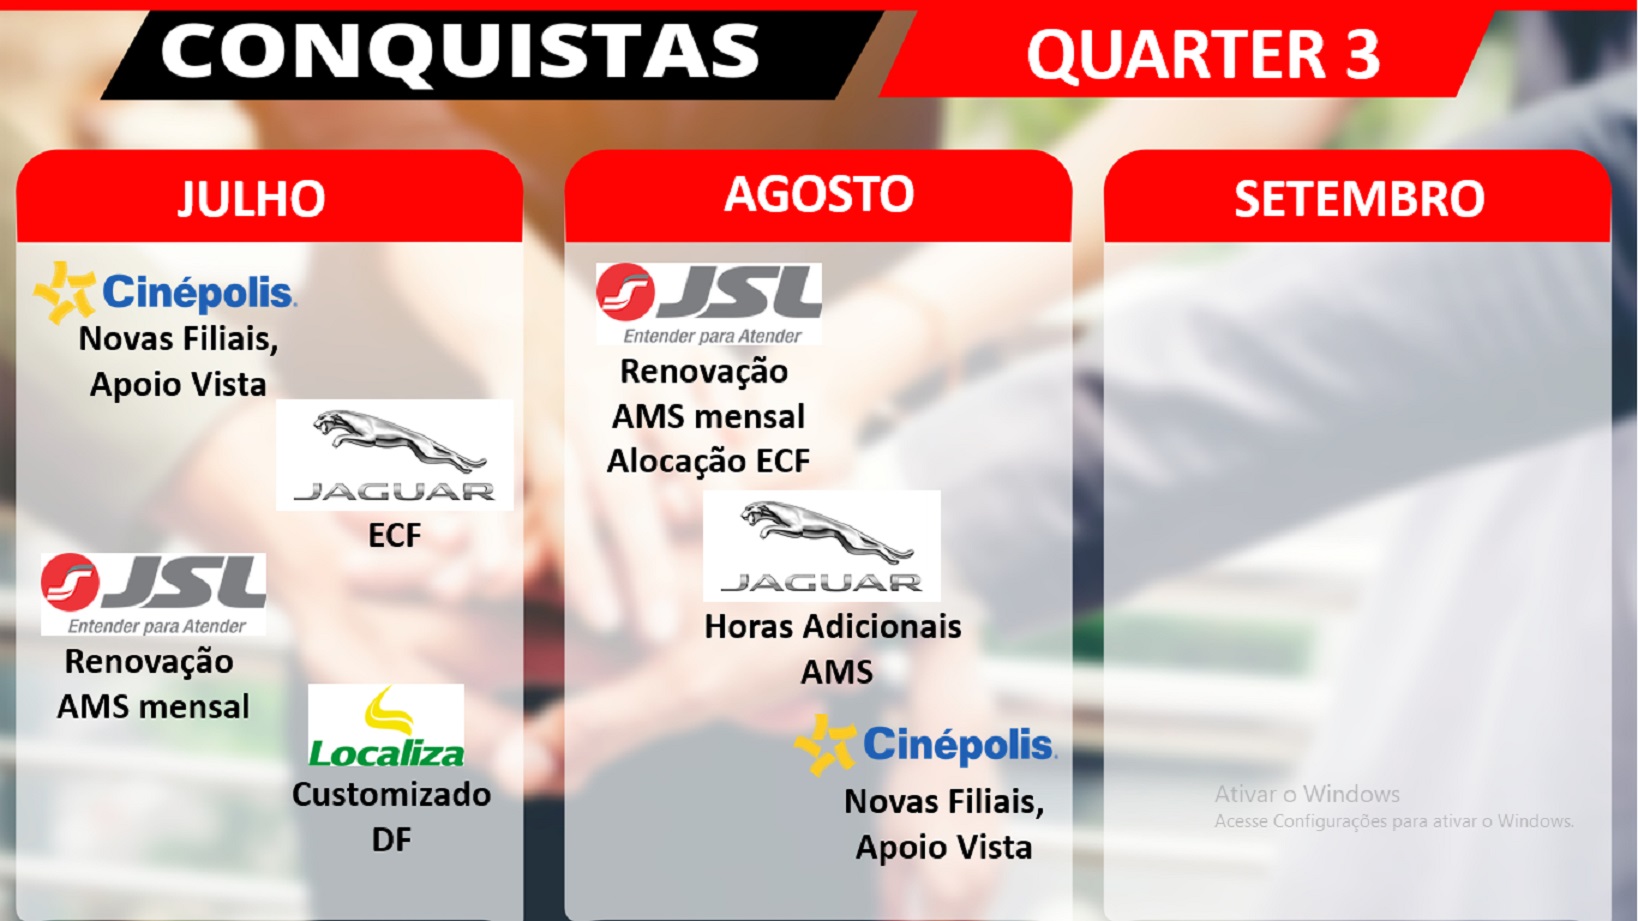 CONQUISTAS
QUARTER 3
JULHO
Cinépolis.
Novas Filiais,
Apoio Vista
JAGUAR
ECF
JSL
Entender para Atender
Renovação
AMS mensal
Localiza
Customizado
DF
AGOSTO
JSL
Entender para Atender
Renovação
AMS mensal
Alocação ECF
JAGUAR
Horas Adicionais
AMS
Cinépolis.
Novas Filiais,
Apoio Vista
SETEMBRO
Ativar o Windows
Acesse Configurações para ativar o Windows.